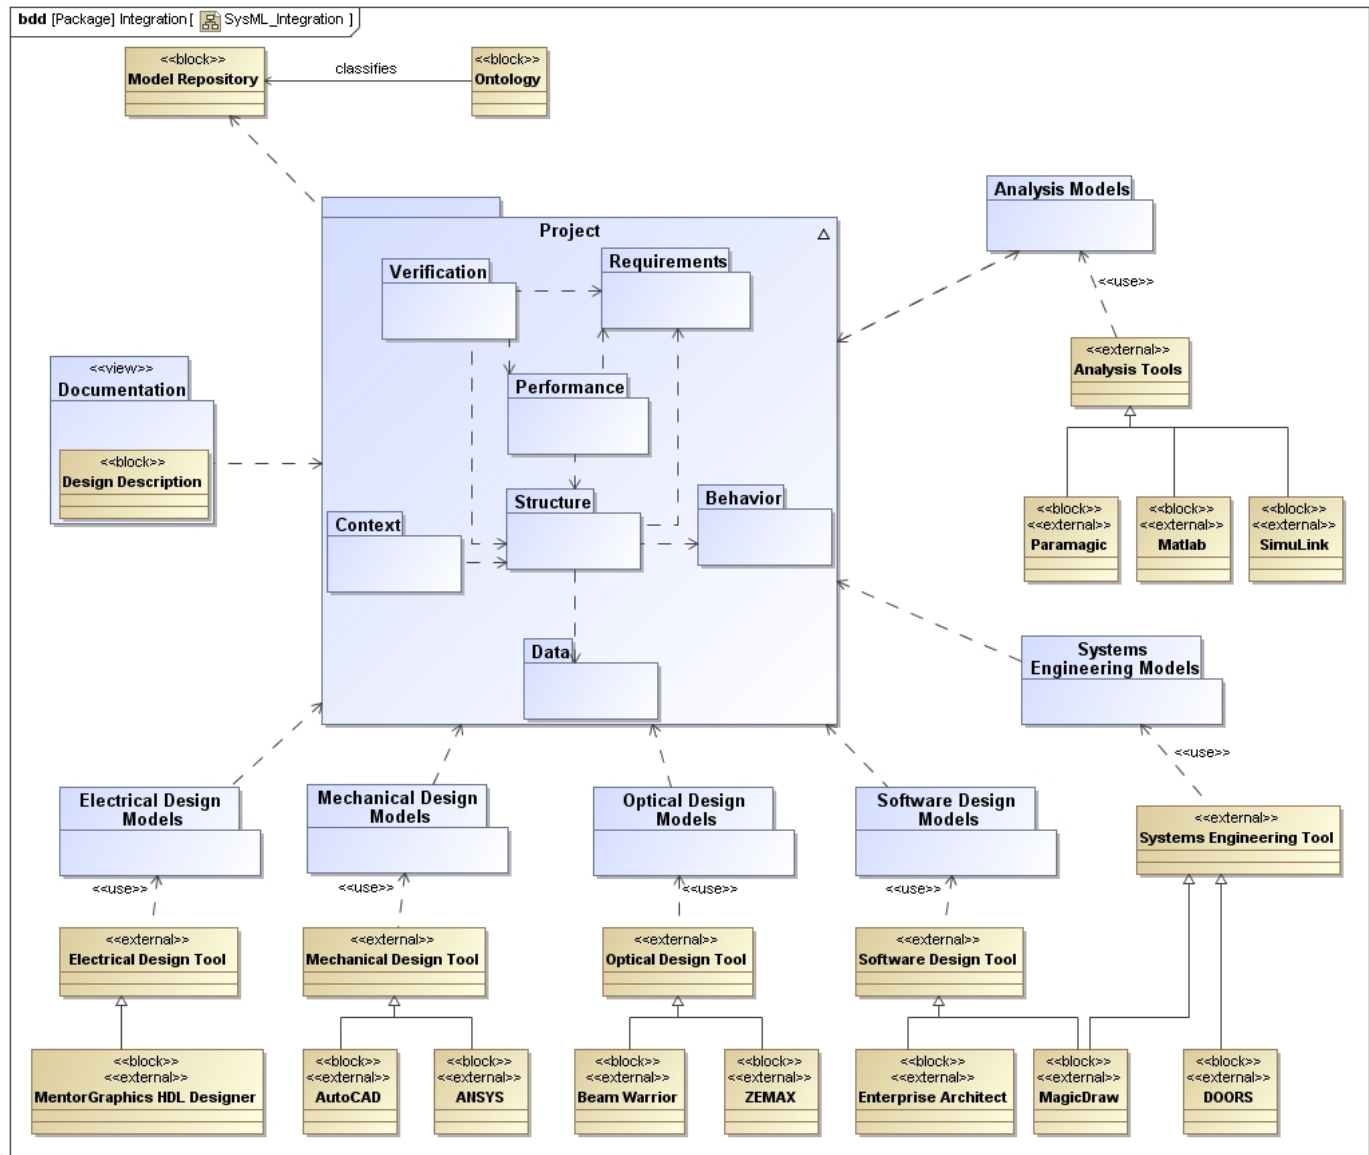 bdd [Package] Integration [ SysML_Integration ]
<<block>>
Model Repository
classifies
<<block>>
Ontology
Analysis Models
<<use>>
<<external>>
Analysis Tools
<<block>>
<<external>>
Paramagic
<<block>>
<<external>>
Matlab
<<block>>
<<external>>
SimuLink
Project
Verification
Requirements
Performance
Structure
Behavior
Context
Data
<<view>>
Documentation
<<block>>
Design Description
Systems
Engineering Models
<<use>>
<<external>>
Systems Engineering Tool
Electrical Design
Models
<<use>>
<<external>>
Electrical Design Tool
<<block>>
<<external>>
MentorGraphics HDL Designer
Mechanical Design
Models
<<use>>
<<external>>
Mechanical Design Tool
<<block>>
<<external>>
AutoCAD
<<block>>
<<external>>
ANSYS
Optical Design
Models
<<use>>
<<external>>
Optical Design Tool
<<block>>
<<external>>
Beam Warrior
<<block>>
<<external>>
ZEMAX
Software Design
Models
<<use>>
<<external>>
Software Design Tool
<<block>>
<<external>>
Enterprise Architect
<<block>>
<<external>>
MagicDraw
<<block>>
<<external>>
DOORS